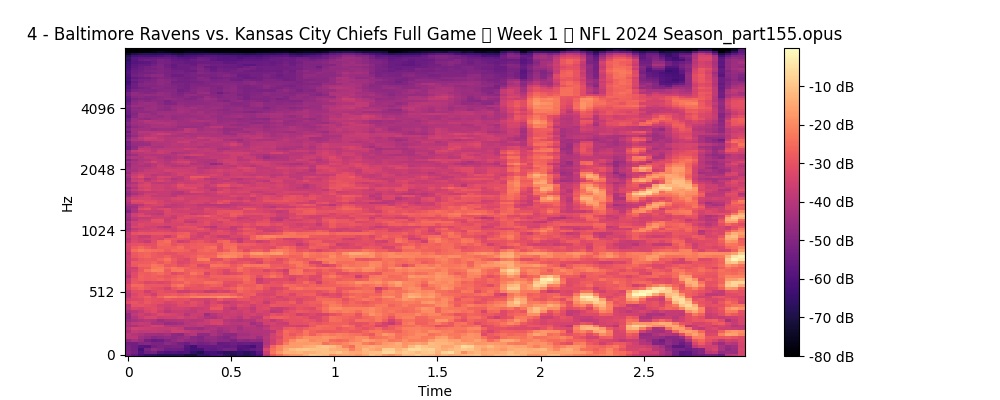 4 - Baltimore Ravens vs. Kansas City Chiefs Full Game ▯ Week 1 ▯ NFL 2024 Season_part155.opus
4096
2048
1024
512
0
Hz
0
0.5
1
1.5
2
2.5
Time
-10 dB
-20 dB
-30 dB
-40 dB
-50 dB
-60 dB
-70 dB
-80 dB